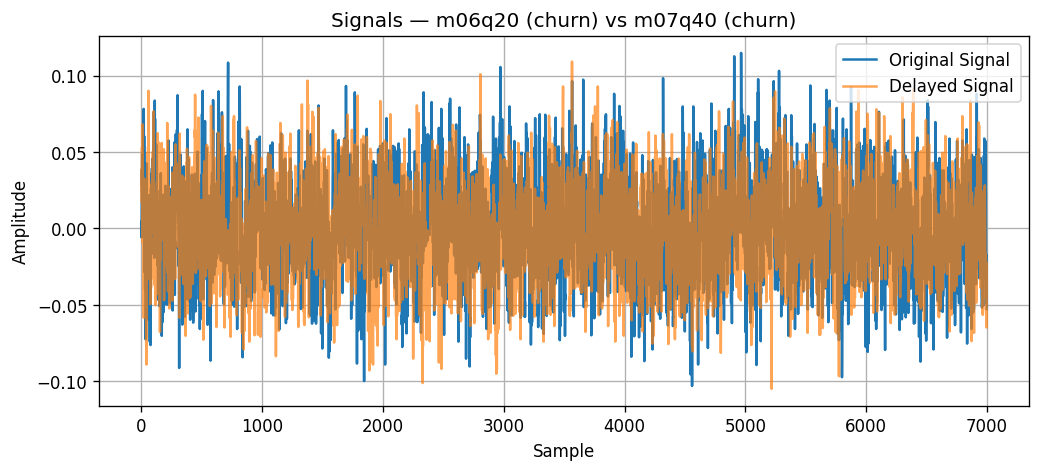 Signals — m06q20 (churn) vs m07q40 (churn)
Original Signal
Delayed Signal
Amplitude
0.10
0.05
0.00
−0.05
−0.10
0 1000 2000 3000 4000 5000 6000 7000
Sample